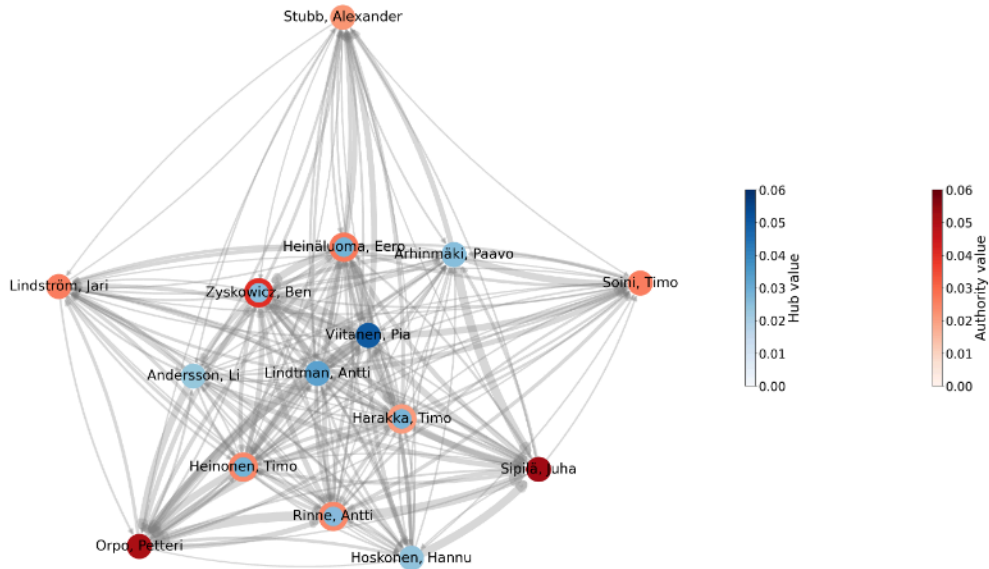 Stubb, Alexander
Heinäluoma, Eero
Arhinmäki, Paavo
Lindström, Jari
Zyskowicz, Ben
Soini, Timo
Viitanen, Pia
Andersson, Li
Lindtman, Antti
Harakka, Timo
Heinonen, Timo
Sipilä, Juha
Rinne, Antti
Orpo, Petteri
Hoskonen, Hannu
0.06
0.05
0.04
0.03
0.02
0.01
0.00
Hub value
0.06
0.05
0.04
0.03
0.02
0.01
0.00
Authority value